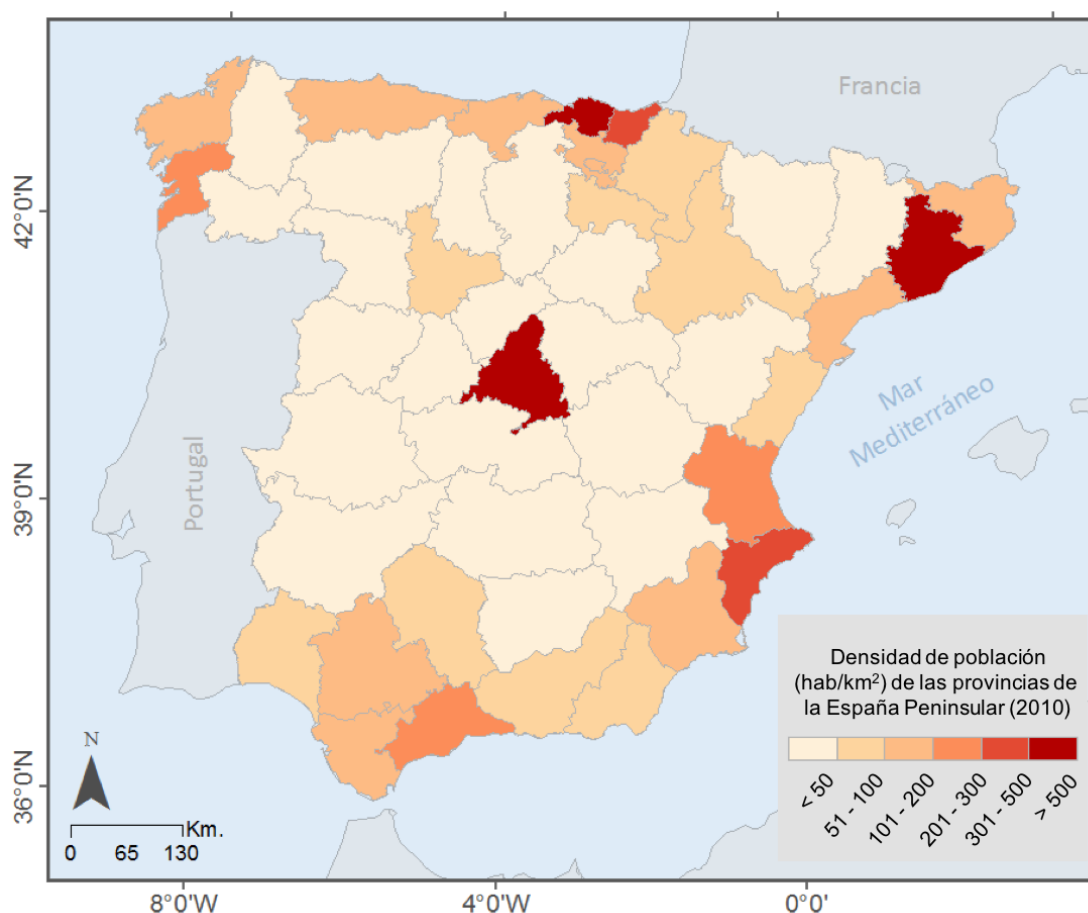 Francia
42°0'N
Mar
Mediterráneo
Portugal
39°0'N
Densidad de población
(hab/km²) de las provincias de
la España Peninsular (2010)
< 50
51 - 100
101 - 200
201 - 300
301 - 500
> 500
N
36°0'N
Km.
0 65 130
8°0'W 4°0'W 0°0'